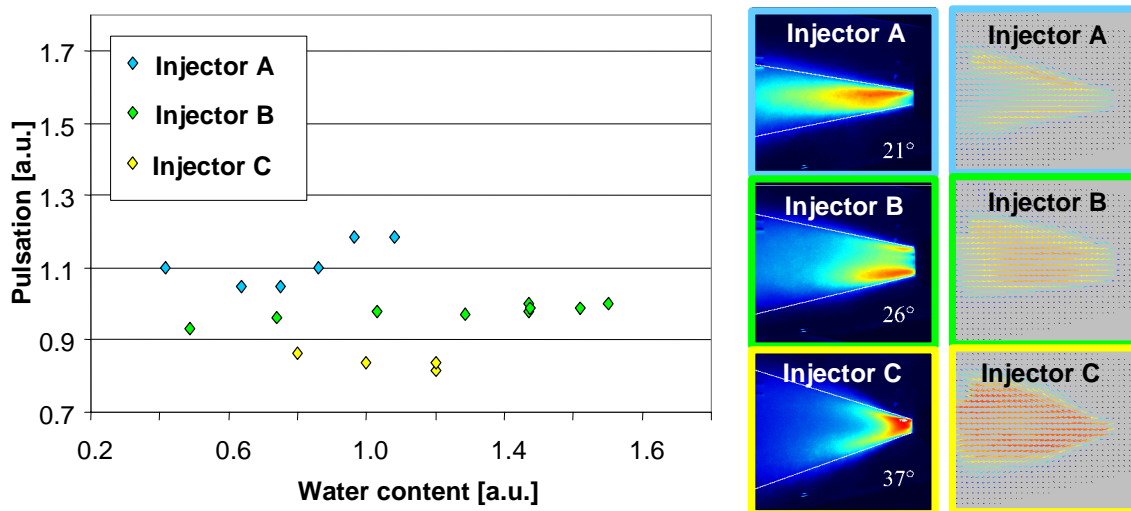 Pulsation [a.u.]
1.7
1.5
1.3
1.1
0.9
0.7
Injector A
Injector B
Injector C
0.2
0.6
1.0
1.4
1.6
Water content [a.u.]
Injector A
21°
Injector A
Injector B
26°
Injector B
Injector C
37°
Injector C